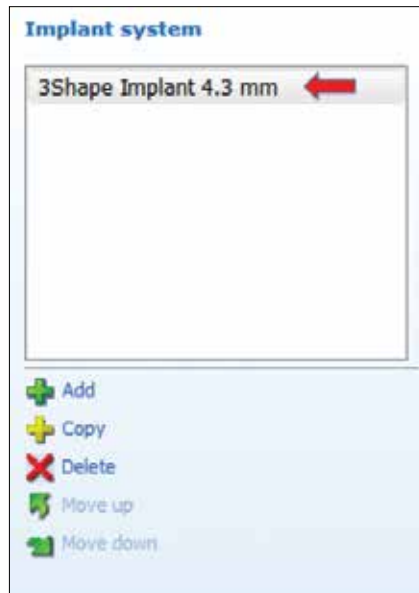 Implant system
3Shape Implant 4.3 mm
Add
Copy
Delete
Move up
Move down